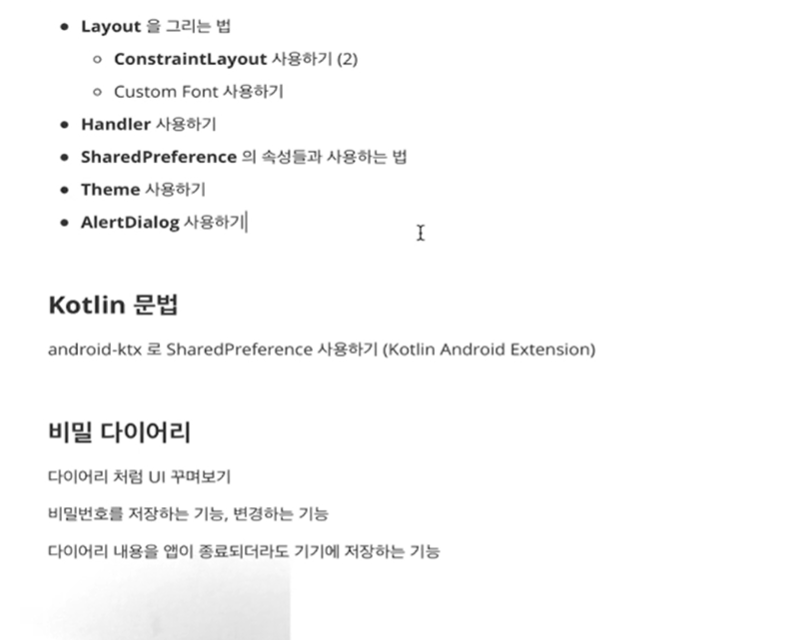 Layout 을 그리는 법
ConstraintLayout 사용하기 (2)
Custom Font 사용하기
Handler 사용하기
SharedPreference 의 속성들과 사용하는 법
Theme 사용하기
AlertDialog 사용하기
Kotlin 문법
android-ktx 로 SharedPreference 사용하기 (Kotlin Android Extension)
비밀 다이어리
다이어리 처럼 UI 꾸며보기
비밀번호를 저장하는 기능, 변경하는 기능
다이어리 내용을 앱이 종료되더라도 기기에 저장하는 기능